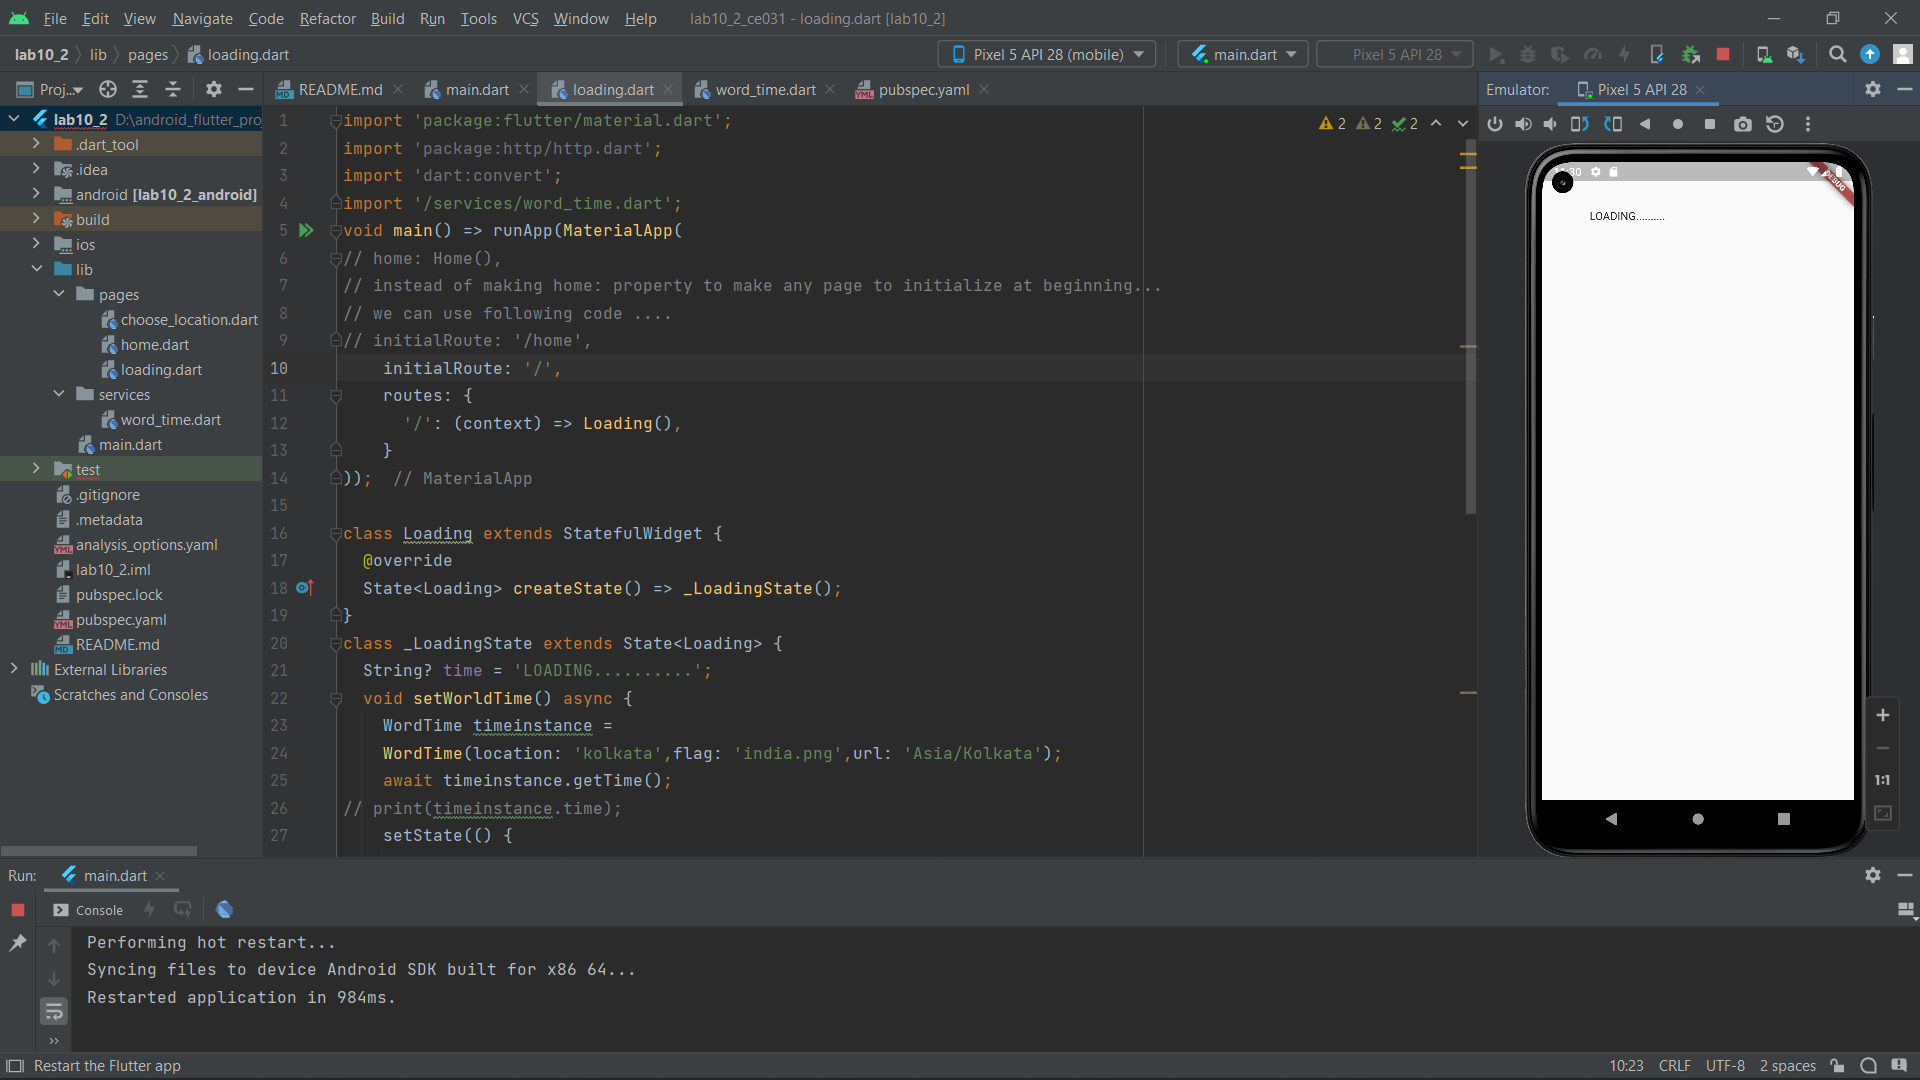 File Edit View Navigate Code Refactor Build Run Tools VCS Window Help lab10_2_ce031 - loading.dart [lab10_2]
lab10_2 lib pages loading.dart Pixel 5 API 28 (mobile) main.dart Pixel 5 API 28
Proj... README.md main.dart loading.dart word_time.dart pubspec.yaml Emulator: Pixel 5 API 28
lab10_2 D:\android_flutter_pro
.dart_tool
.idea
android [lab10_2_android]
build
ios
lib
pages
choose_location.dart
home.dart
loading.dart
services
word_time.dart
main.dart
test
.gitignore
.metadata
analysis_options.yaml
lab10_2.iml
pubspec.lock
pubspec.yaml
README.md
External Libraries
Scratches and Consoles
2 2 2
1 import 'package:flutter/material.dart';
2 import 'package:http/http.dart';
3 import 'dart:convert';
4 import '/services/word_time.dart';
5 void main() => runApp(MaterialApp(
6 // home: Home(),
7 // instead of making home: property to make any page to initialize at beginning...
8 // we can use following code ....
9 // initialRoute: '/home',
10 initialRoute: '/',
11 routes: {
12 '/': (context) => Loading(),
13 }
14 )); // MaterialApp
15
16 class Loading extends StatefulWidget {
17 @override
18 State<Loading> createState() => _LoadingState();
19 }
20 class _LoadingState extends State<Loading> {
21 String? time = 'LOADING..........';
22 void setWorldTime() async {
23 WordTime timeinstance =
24 WordTime(location: 'kolkata',flag: 'india.png',url: 'Asia/Kolkata');
25 await timeinstance.getTime();
26 // print(timeinstance.time);
27 setState(() {
DEBUG
LOADING..........
1:1
Run: main.dart
Console
Performing hot restart...
Syncing files to device Android SDK built for x86 64...
Restarted application in 984ms.
Restart the Flutter app 10:23 CRLF UTF-8 2 spaces